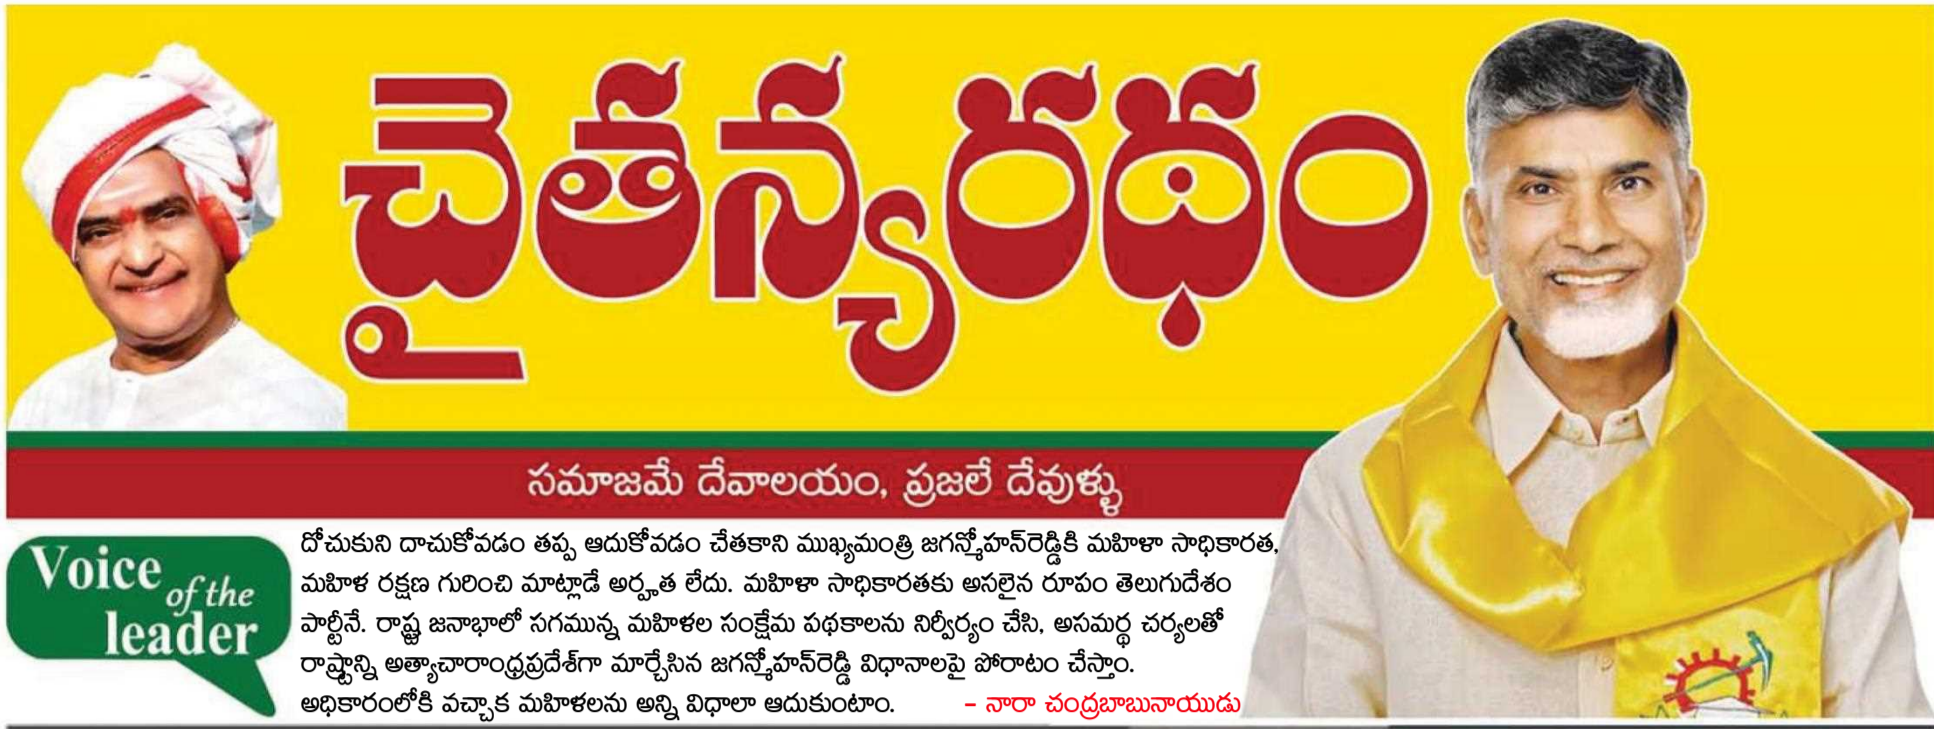 చైతన్యరథం
సమాజమే దేవాలయం, ప్రజలే దేవుళ్ళు
Voice of the leader
దోచుకుని దాచుకోవడం తప్ప ఆదుకోవడం చేతకాని ముఖ్యమంత్రి జగన్మోహన్‌రెడ్డికి మహిళా సాధికారత,
మహిళ రక్షణ గురించి మాట్లాడే అర్హత లేదు. మహిళా సాధికారతకు అసలైన రూపం తెలుగుదేశం
పార్టీనే. రాష్ట్ర జనాభాలో సగమున్న మహిళల సంక్షేమ పథకాలను నిర్వీర్యం చేసి, అసమర్థ చర్యలతో
రాష్ట్రాన్ని అత్యాచారాంధ్రప్రదేశ్‌గా మార్చేసిన జగన్మోహన్‌రెడ్డి విధానాలపై పోరాటం చేస్తాం.
అధికారంలోకి వచ్చాక మహిళలను అన్ని విధాలా ఆదుకుంటాం. – నారా చంద్రబాబునాయుడు